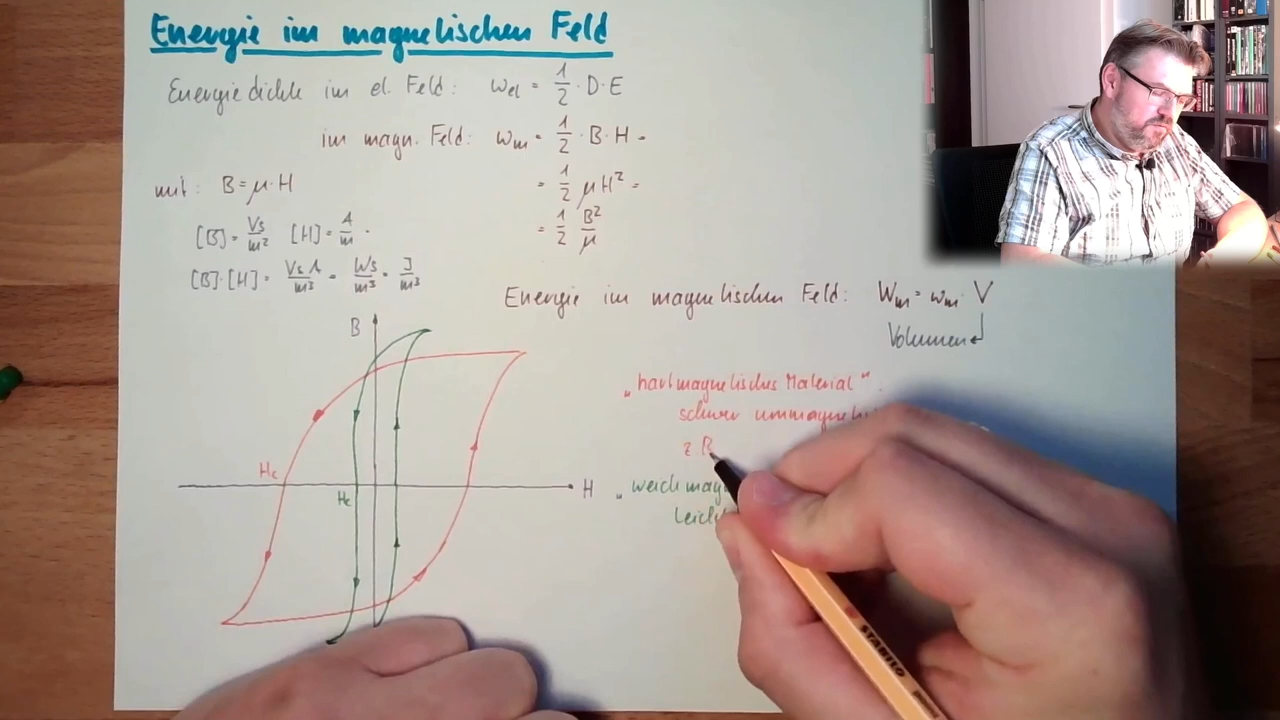 Energie im magnetischen Feld
Energiedichte im el. Feld: wel = 1/2 · D · E
im magn. Feld: wm = 1/2 · B · H =
mit: B = μ · H = 1/2 μH² =
[B] = Vs/m² [H] = A/m · = 1/2 B²/μ
[B]·[H] = VsA/m³ = Ws/m³ = J/m³
Energie im magnetischen Feld: Wm = wm · V
Volumen
B
„hartmagnetisches Material":
schwer ummagneti
z B
Hc
H
Hc
„weichmag
leicht
STABILO